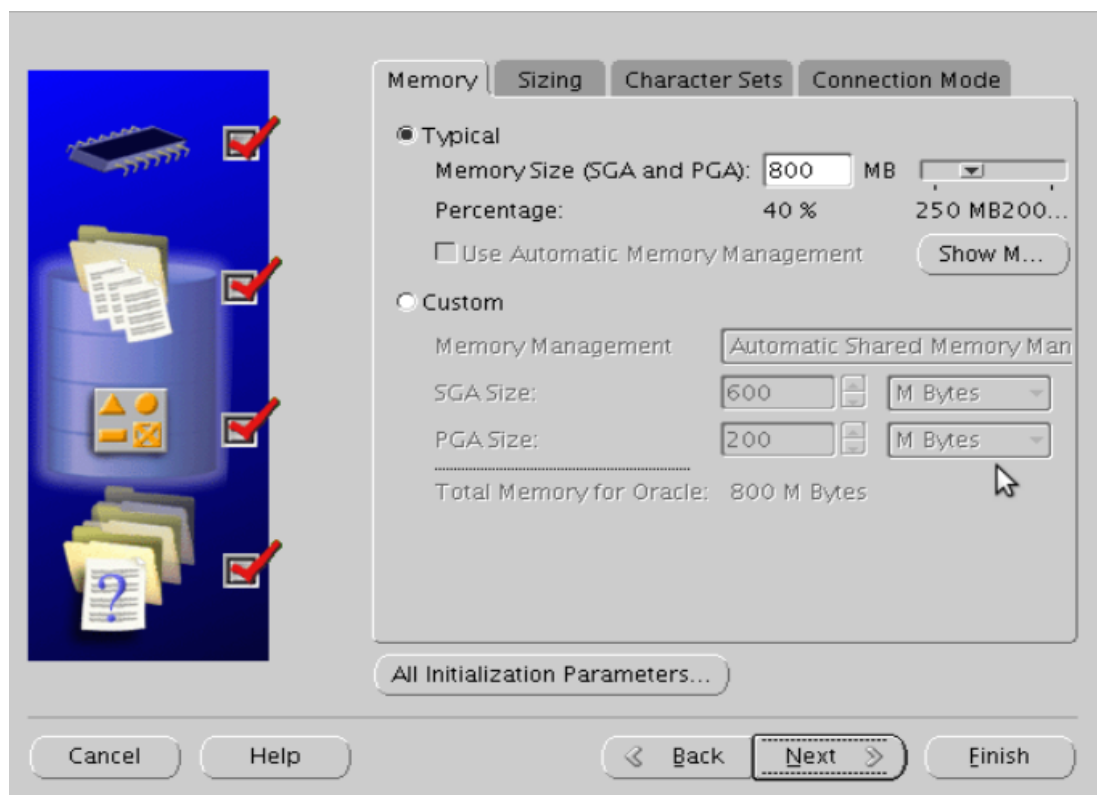 Memory Sizing Character Sets Connection Mode
Typical
Memory Size (SGA and PGA): 800 MB
Percentage: 40 % 250 MB200...
Use Automatic Memory Management Show M...
Custom
Memory Management Automatic Shared Memory Man
SGA Size: 600 M Bytes
PGA Size: 200 M Bytes
Total Memory for Oracle: 800 M Bytes
?
All Initialization Parameters...
Cancel Help Back Next Finish